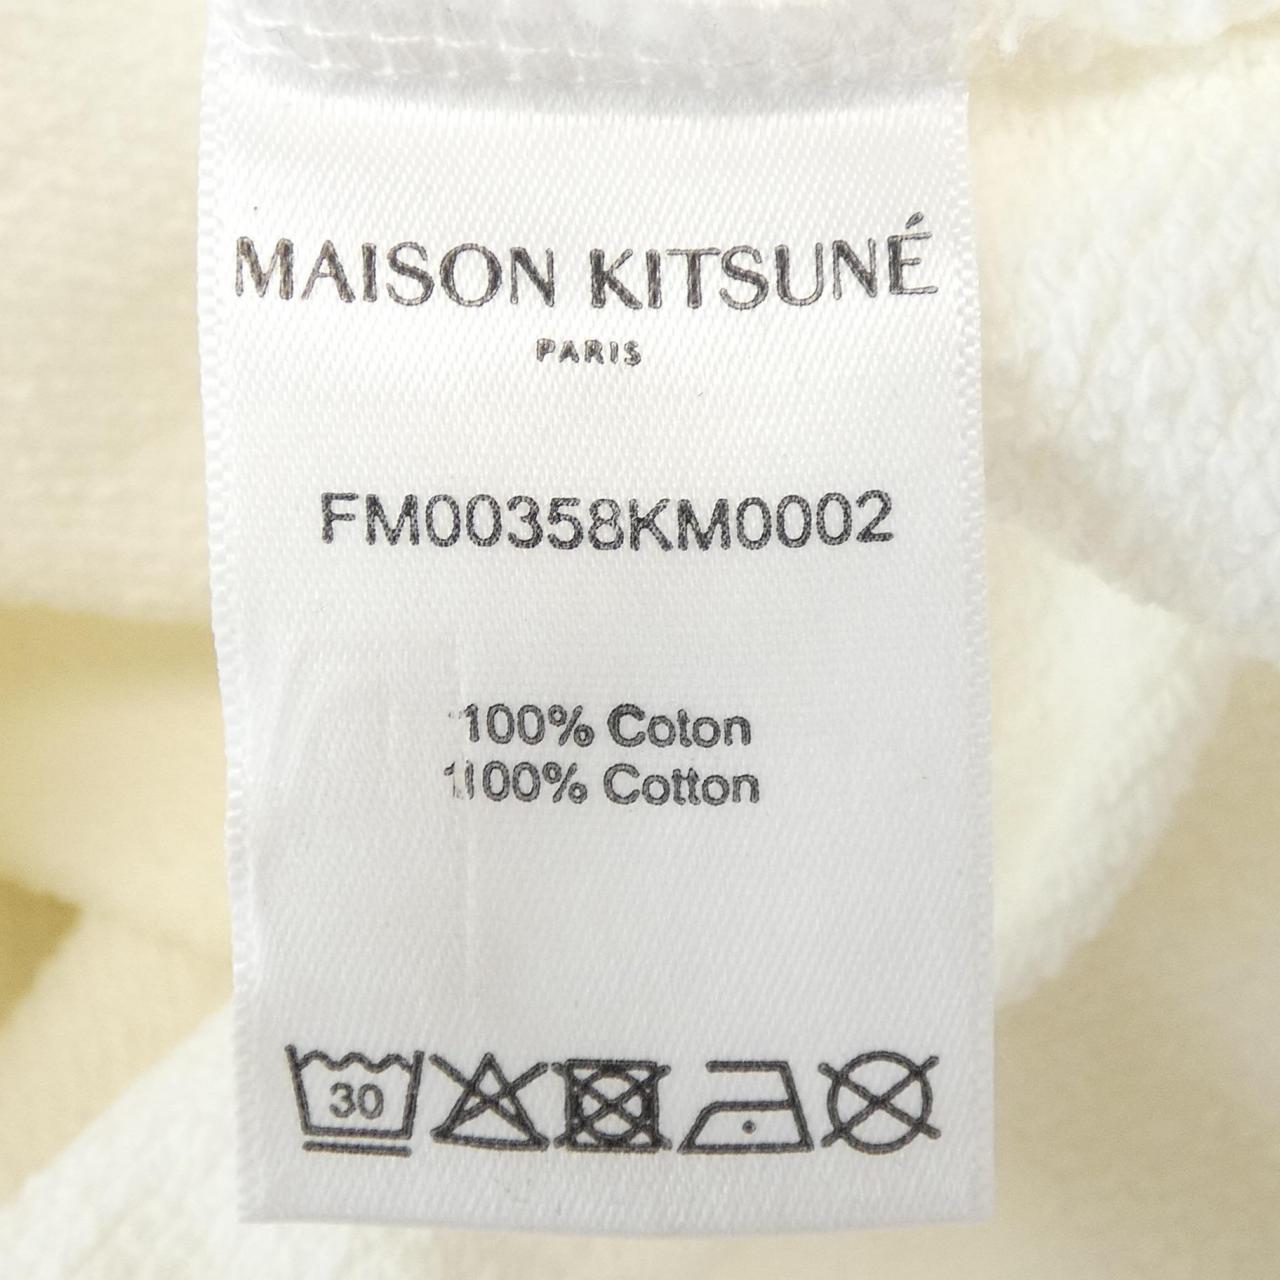 MAISON KITSUNÉ
PARIS
FM00358KM0002
100% Coton
100% Cotton
30